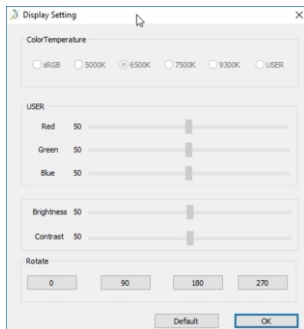 Display Setting
ColorTemperature
sRGB 5000K 6500K 7500K 9300K USER
USER
Red 50
Green 50
Blue 50
Brightness 50
Contrast 50
Rotate
0 90 180 270
Default OK